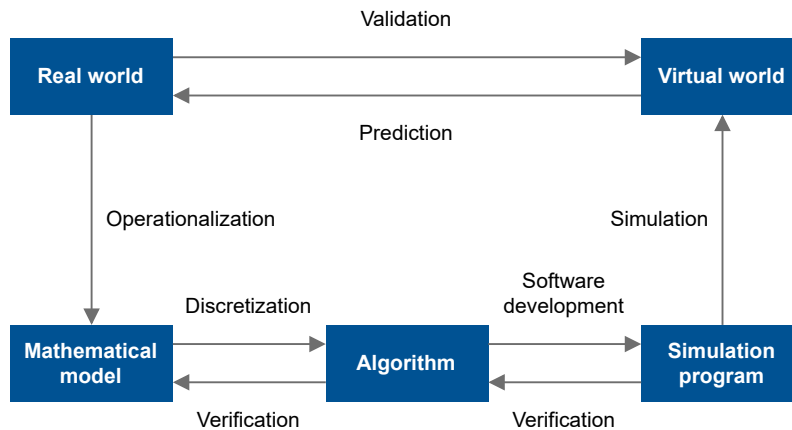 Validation
Real world
Virtual world
Prediction
Operationalization
Simulation
Discretization
Software
development
Mathematical
model
Algorithm
Simulation
program
Verification
Verification